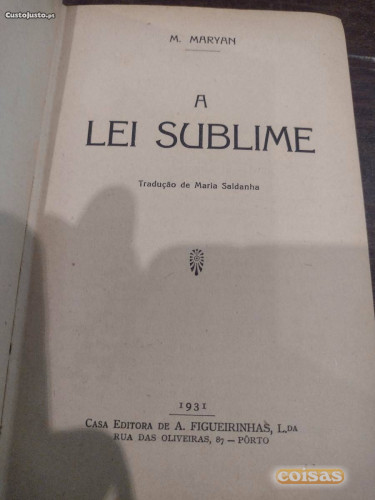 CustoJusto.pt
M. MARYAN
A
LEI SUBLIME
Tradução de Maria Saldanha
1931
CASA EDITORA DE A. FIGUEIRINHAS, L.DA
RUA DAS OLIVEIRAS, 87 — PÔRTO
coisas